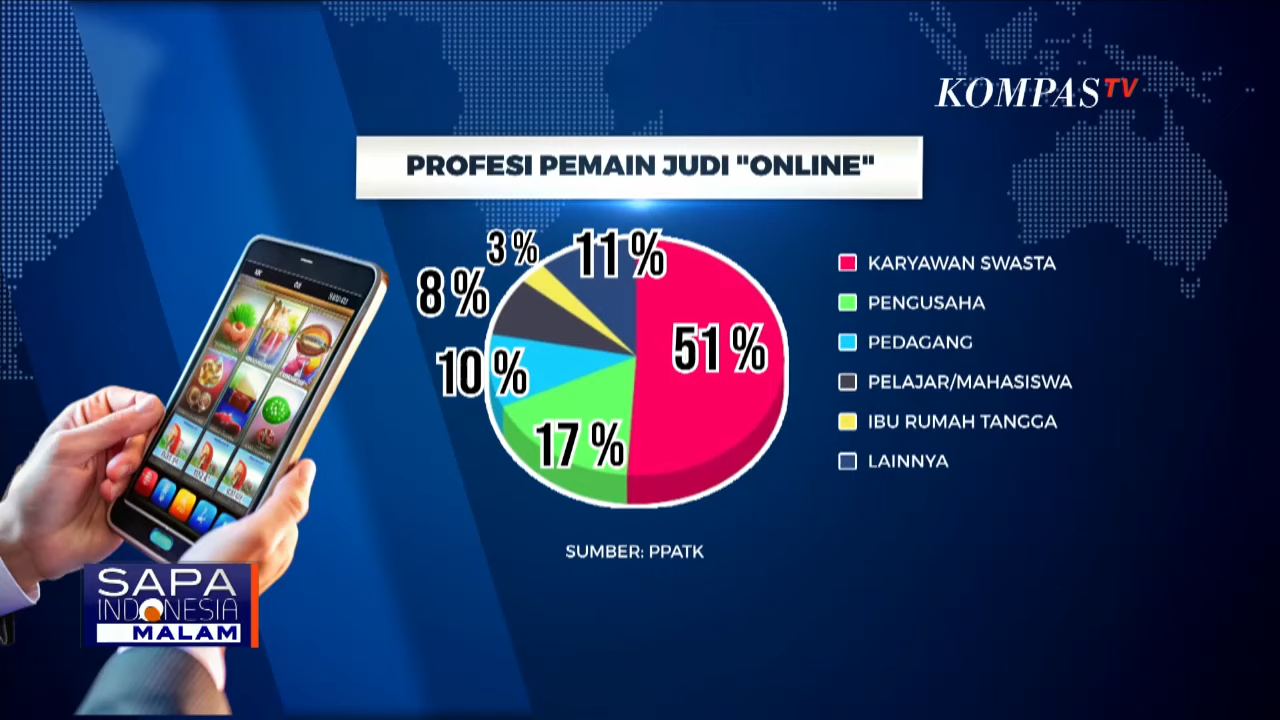 KOMPASTV
PROFESI PEMAIN JUDI "ONLINE"
3 %
11 %
8 %
51 %
10 %
17 %
KARYAWAN SWASTA
PENGUSAHA
PEDAGANG
PELAJAR/MAHASISWA
IBU RUMAH TANGGA
LAINNYA
SUMBER: PPATK
SAPA
INDONESIA
MALAM